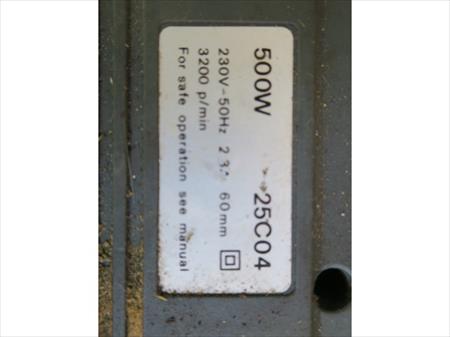 500W 25C04
230V-50Hz 60mm
3200 p/min
For safe operation see manual